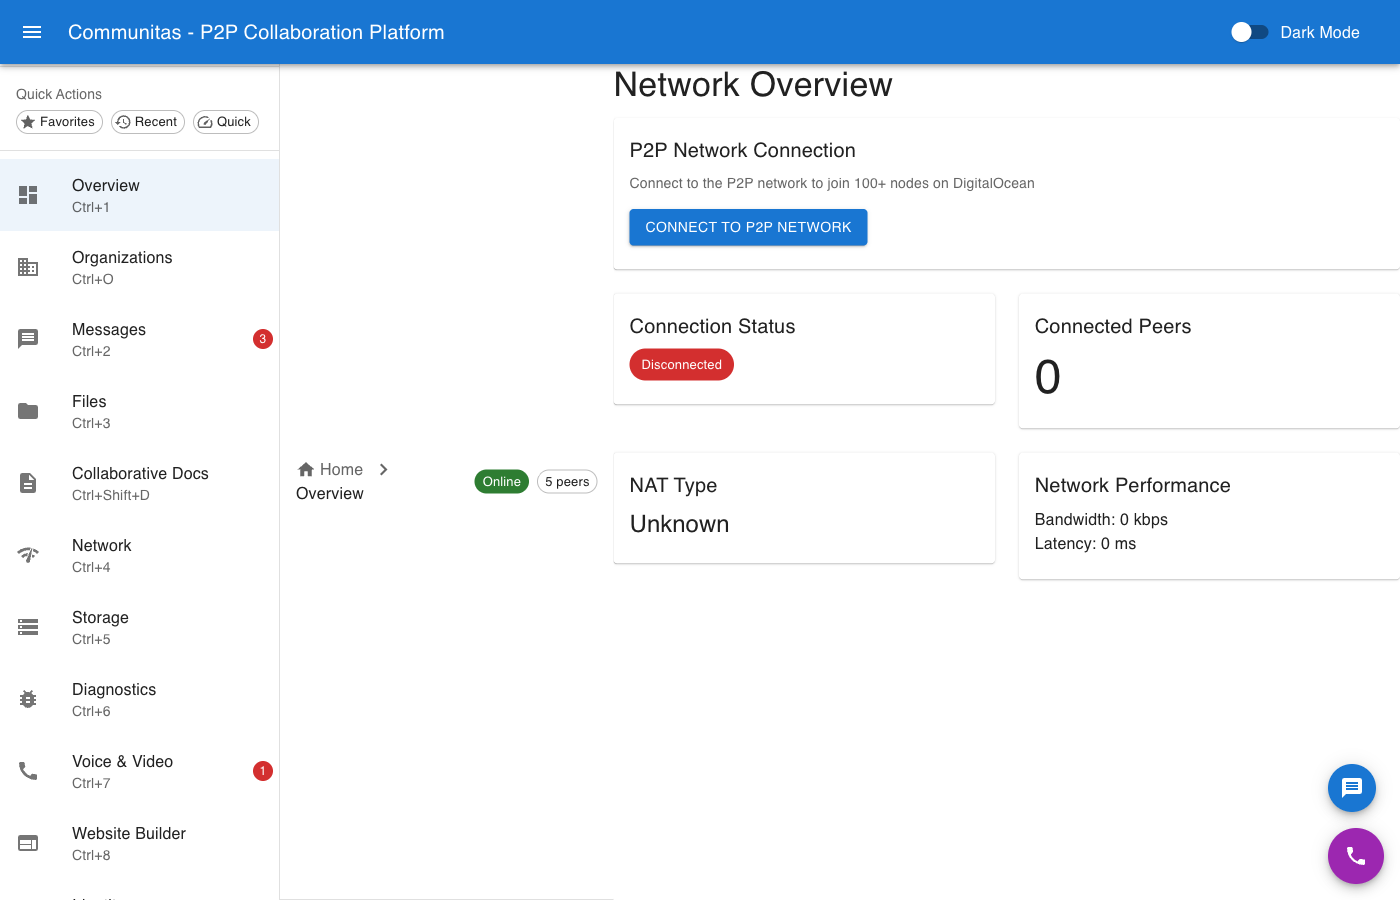 Communitas - P2P Collaboration Platform
Dark Mode
Quick Actions
Favorites
Recent
Quick
Overview
Ctrl+1
Organizations
Ctrl+O
Messages
Ctrl+2
3
Files
Ctrl+3
Collaborative Docs
Ctrl+Shift+D
Network
Ctrl+4
Storage
Ctrl+5
Diagnostics
Ctrl+6
Voice & Video
Ctrl+7
1
Website Builder
Ctrl+8
Home
Overview
Online
5 peers
Network Overview
P2P Network Connection
Connect to the P2P network to join 100+ nodes on DigitalOcean
CONNECT TO P2P NETWORK
Connection Status
Disconnected
Connected Peers
0
NAT Type
Unknown
Network Performance
Bandwidth: 0 kbps
Latency: 0 ms